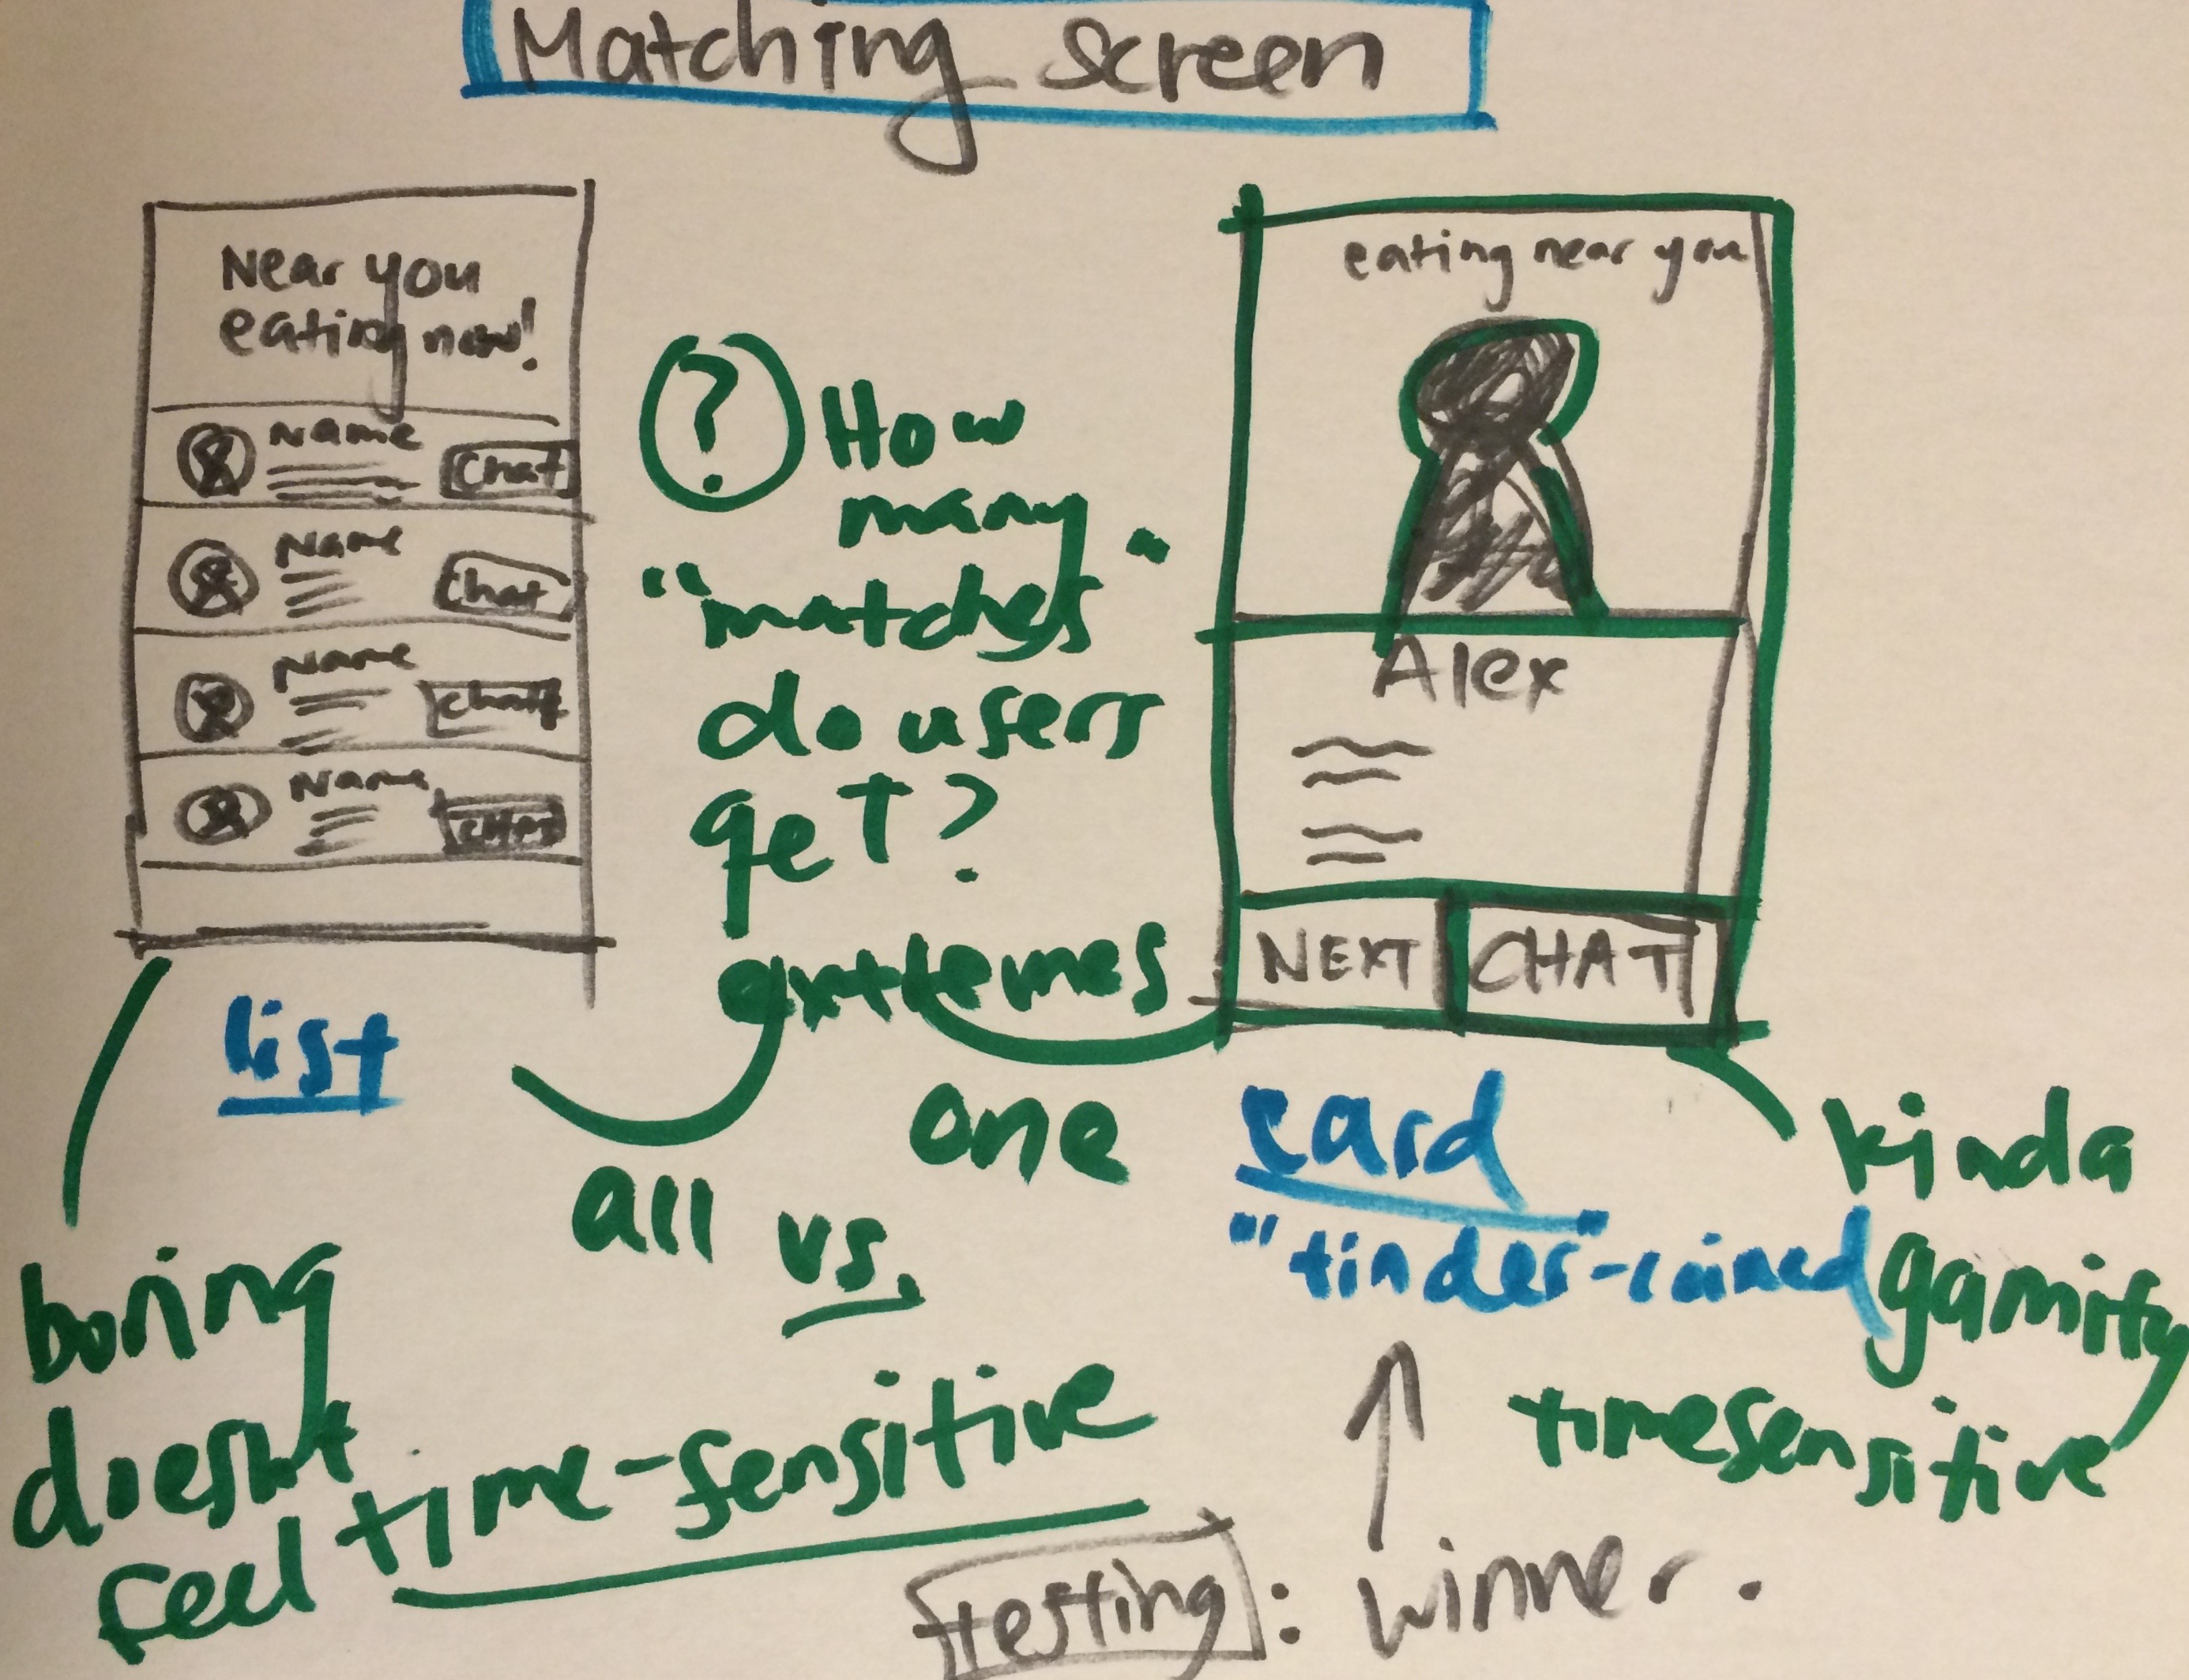 Matching Screen
Near you
eating now!
Name
Chat
Name
Chat
Name
Chat
Name
Chat
list
? How
many
"matches"
do users
get?
extremes
all vs. one
eating near you
Alex
NEXT CHAT
card
"tinder"-
kinda
gamify
timesensitive
boring
doesn't
feel time-sensitive
testing: winner.